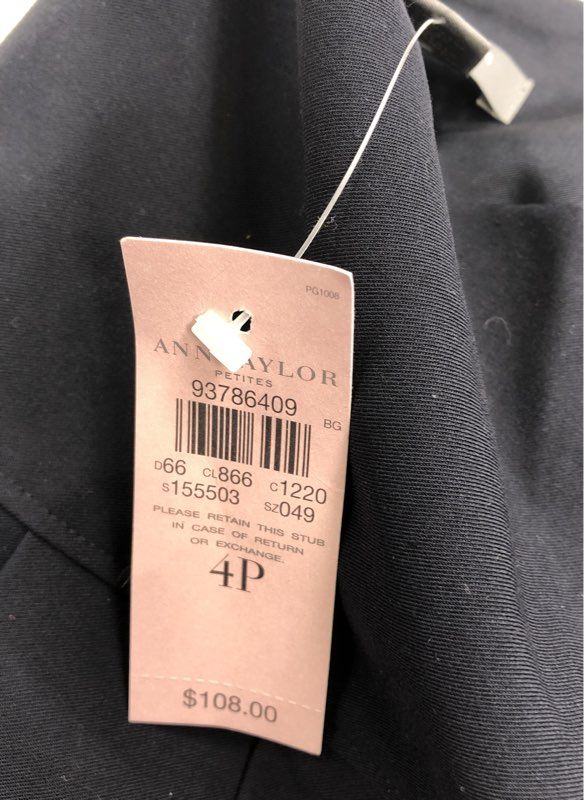 PG1008
ANN TAYLOR
PETITES
93786409
BG
D66 CL866 C1220
S155503 SZ049
PLEASE RETAIN THIS STUB
IN CASE OF RETURN
OR EXCHANGE.
4P
$108.00